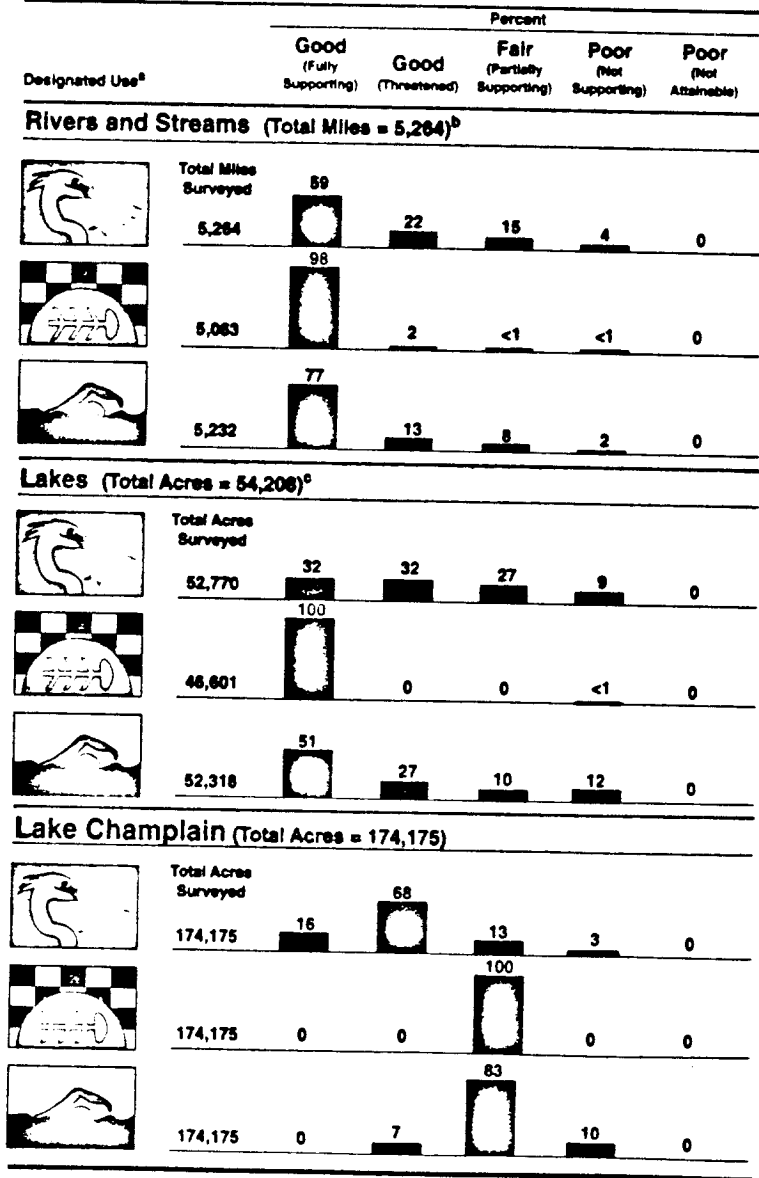 Percent
Designated Useᵃ
Good (Fully Supporting)
Good (Threatened)
Fair (Partially Supporting)
Poor (Not Supporting)
Poor (Not Attainable)
Rivers and Streams (Total Miles = 5,264)ᵇ
Total Miles
Surveyed
5,264 59 22 15 4 0
5,063 98 2 <1 <1 0
5,232 77 13 8 2 0
Lakes (Total Acres = 54,208)ᶜ
Total Acres
Surveyed
52,770 32 32 27 9 0
46,601 100 0 0 <1 0
52,318 51 27 10 12 0
Lake Champlain (Total Acres = 174,175)
Total Acres
Surveyed
174,175 16 68 13 3 0
174,175 0 0 100 0 0
174,175 0 7 83 10 0